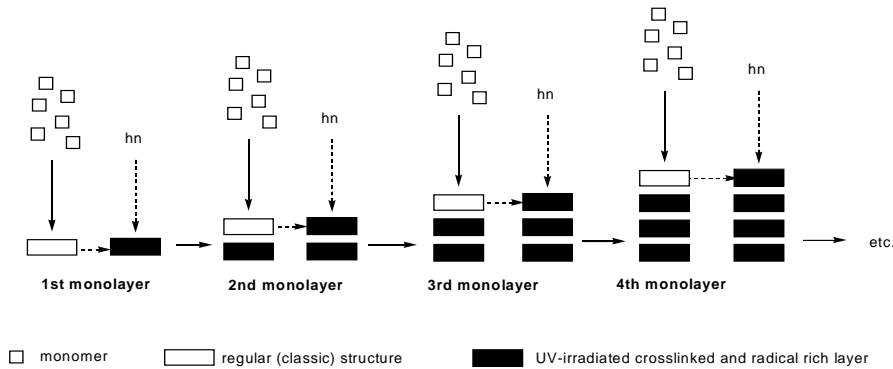 hn
hn
hn
hn
etc.
1st monolayer
2nd monolayer
3rd monolayer
4th monolayer
monomer
regular (classic) structure
UV-irradiated crosslinked and radical rich layer